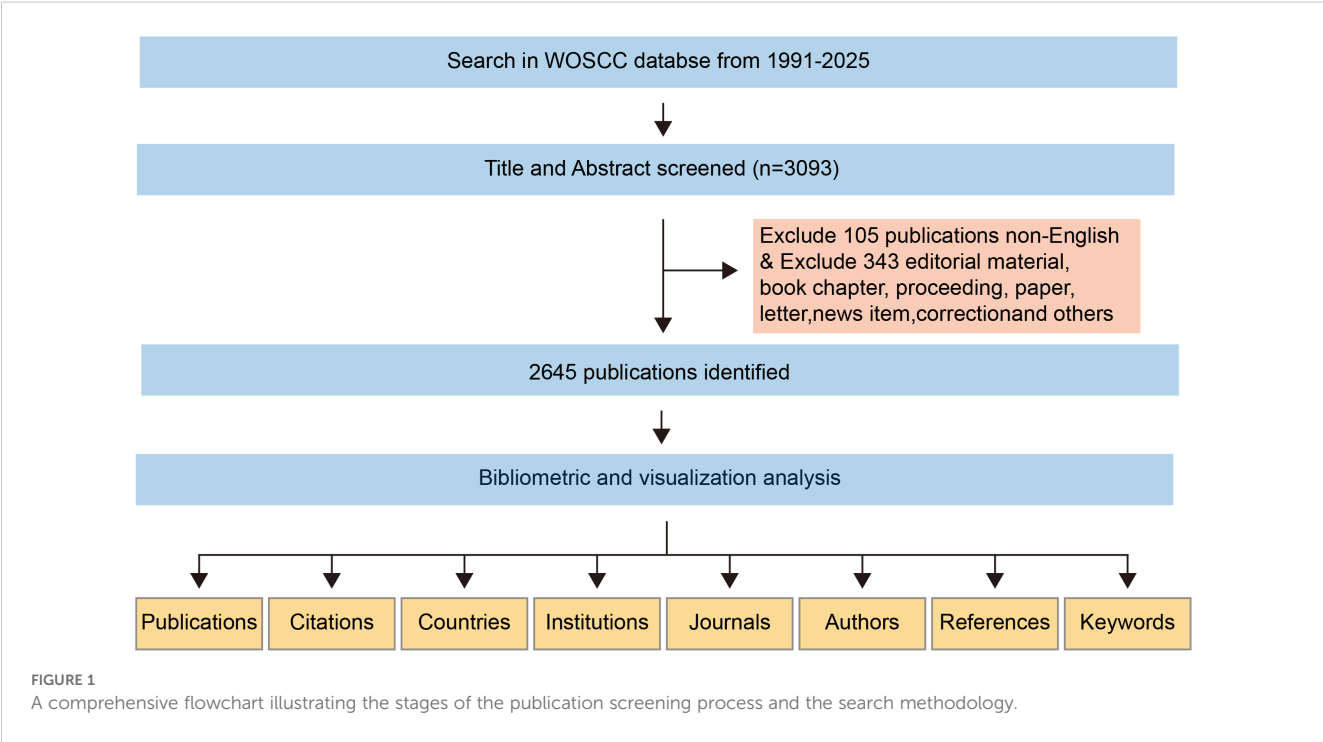 Search in WOSCC databse from 1991-2025
Title and Abstract screened (n=3093)
Exclude 105 publications non-English
& Exclude 343 editorial material,
book chapter, proceeding, paper,
letter,news item,correctionand others
2645 publications identified
Bibliometric and visualization analysis
Publications
Citations
Countries
Institutions
Journals
Authors
References
Keywords
FIGURE 1
A comprehensive flowchart illustrating the stages of the publication screening process and the search methodology.